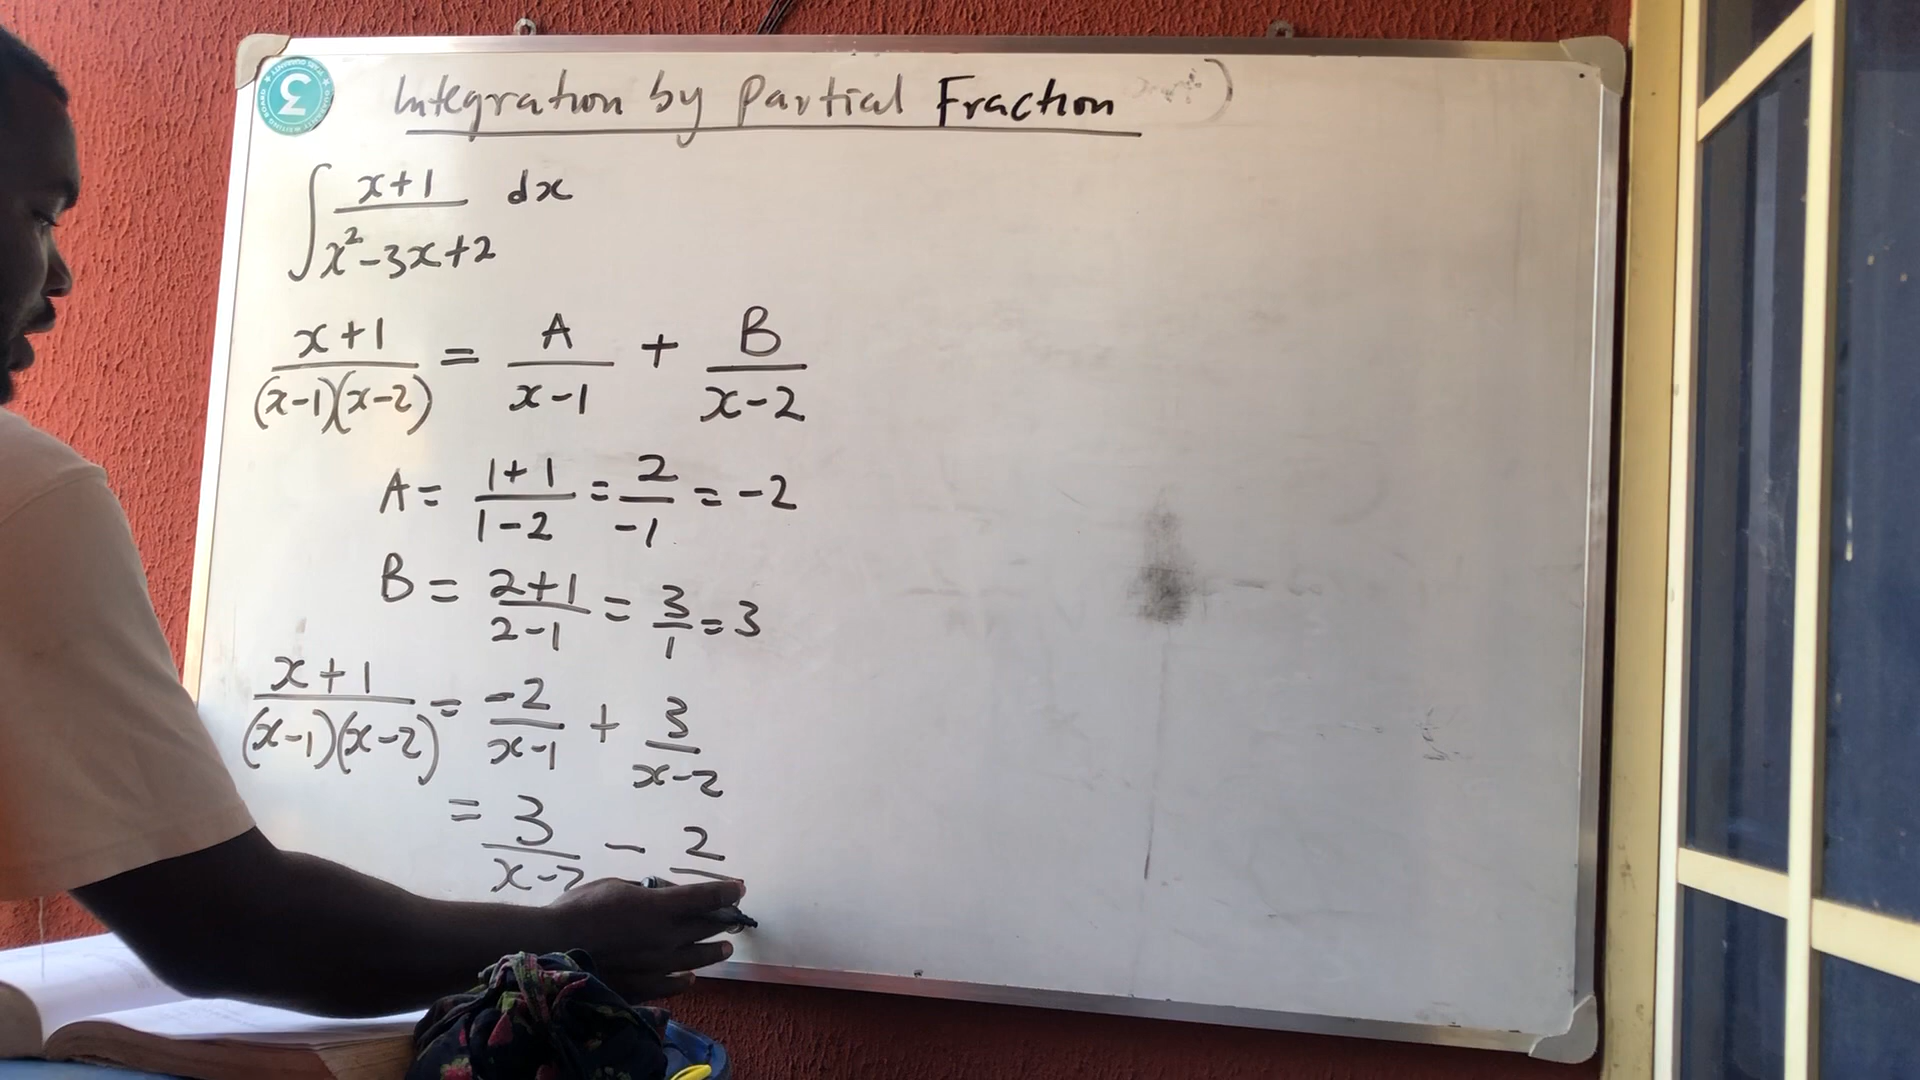 Integration by Partial Fraction )
∫ x+1 / x²-3x+2 dx
x+1 / (x-1)(x-2) = A / x-1 + B / x-2
A = 1+1 / 1-2 = 2 / -1 = -2
B = 2+1 / 2-1 = 3 / 1 = 3
x+1 / (x-1)(x-2) = -2 / x-1 + 3 / x-2
= 3 / x-2 - 2 /